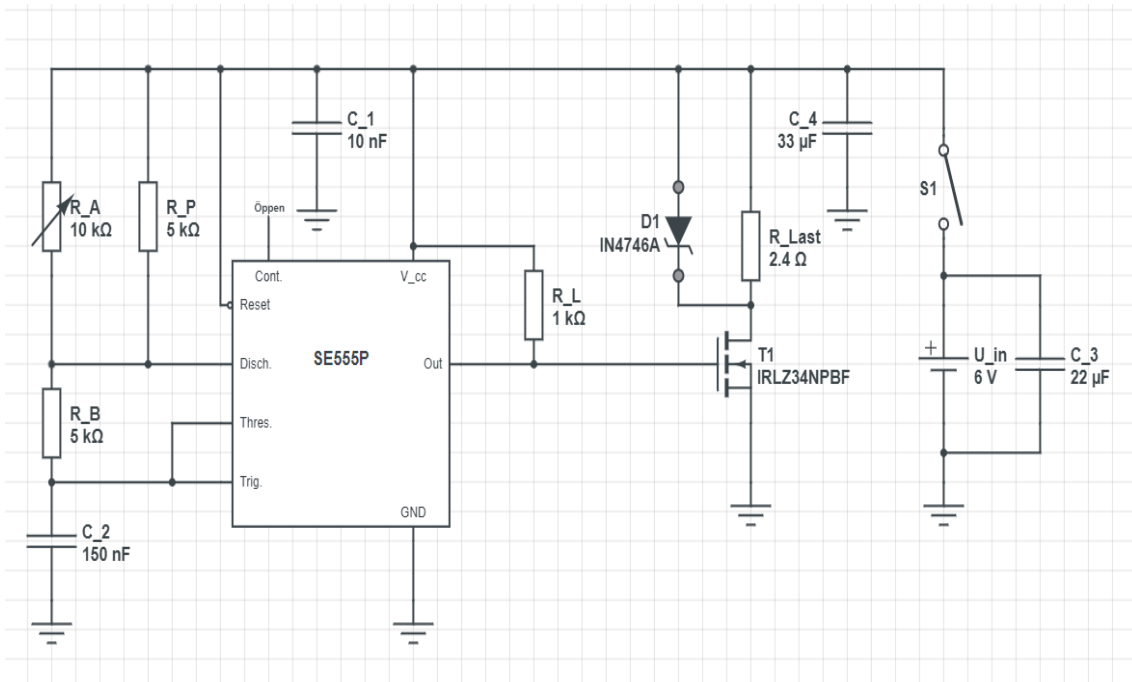 C_1
10 nF
C_4
33 µF
R_A
10 kΩ
R_P
5 kΩ
Öppen
S1
D1
IN4746A
R_Last
2.4 Ω
Cont.
V_cc
Reset
R_L
1 kΩ
SE555P
Disch.
Out
T1
IRLZ34NPBF
+
U_in
6 V
C_3
22 µF
R_B
5 kΩ
Thres.
Trig.
GND
C_2
150 nF